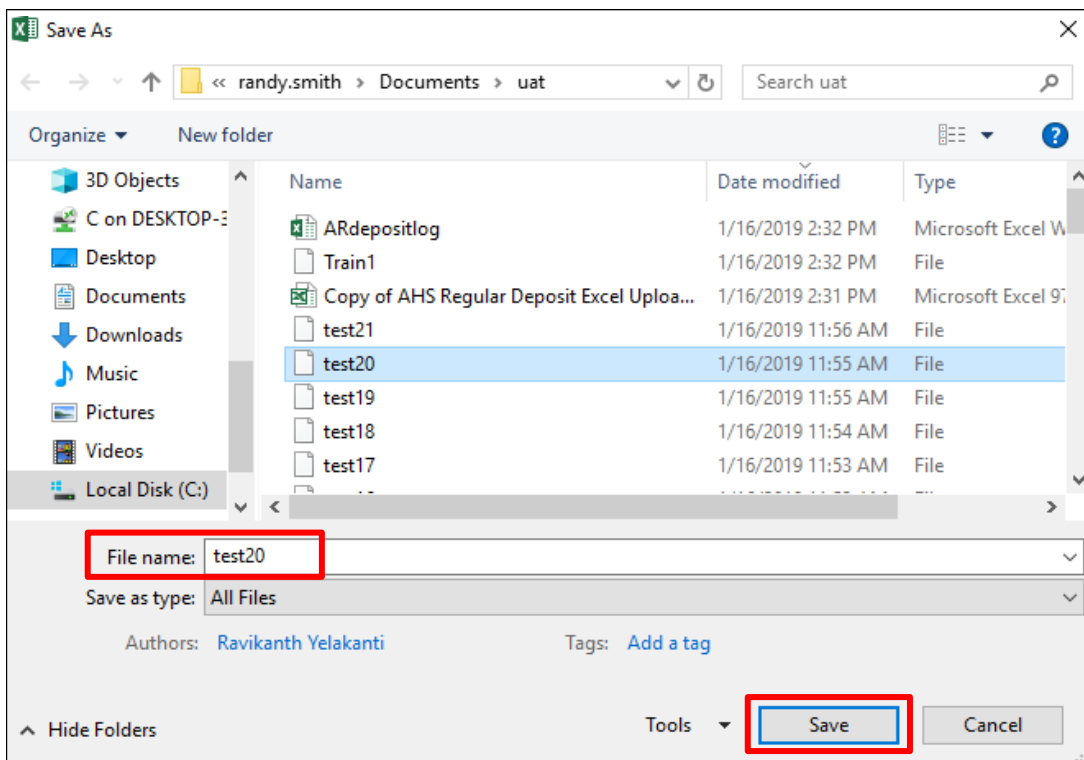 Save As
« randy.smith > Documents > uat
Search uat
Organize
New folder
Name Date modified Type
3D Objects
C on DESKTOP-3
Desktop
Documents
Downloads
Music
Pictures
Videos
Local Disk (C:)
ARdepositlog 1/16/2019 2:32 PM Microsoft Excel W
Train1 1/16/2019 2:32 PM File
Copy of AHS Regular Deposit Excel Uploa... 1/16/2019 2:31 PM Microsoft Excel 97
test21 1/16/2019 11:56 AM File
test20 1/16/2019 11:55 AM File
test19 1/16/2019 11:55 AM File
test18 1/16/2019 11:54 AM File
test17 1/16/2019 11:53 AM File
File name: test20
Save as type: All Files
Authors: Ravikanth Yelakanti Tags: Add a tag
Hide Folders
Tools
Save
Cancel